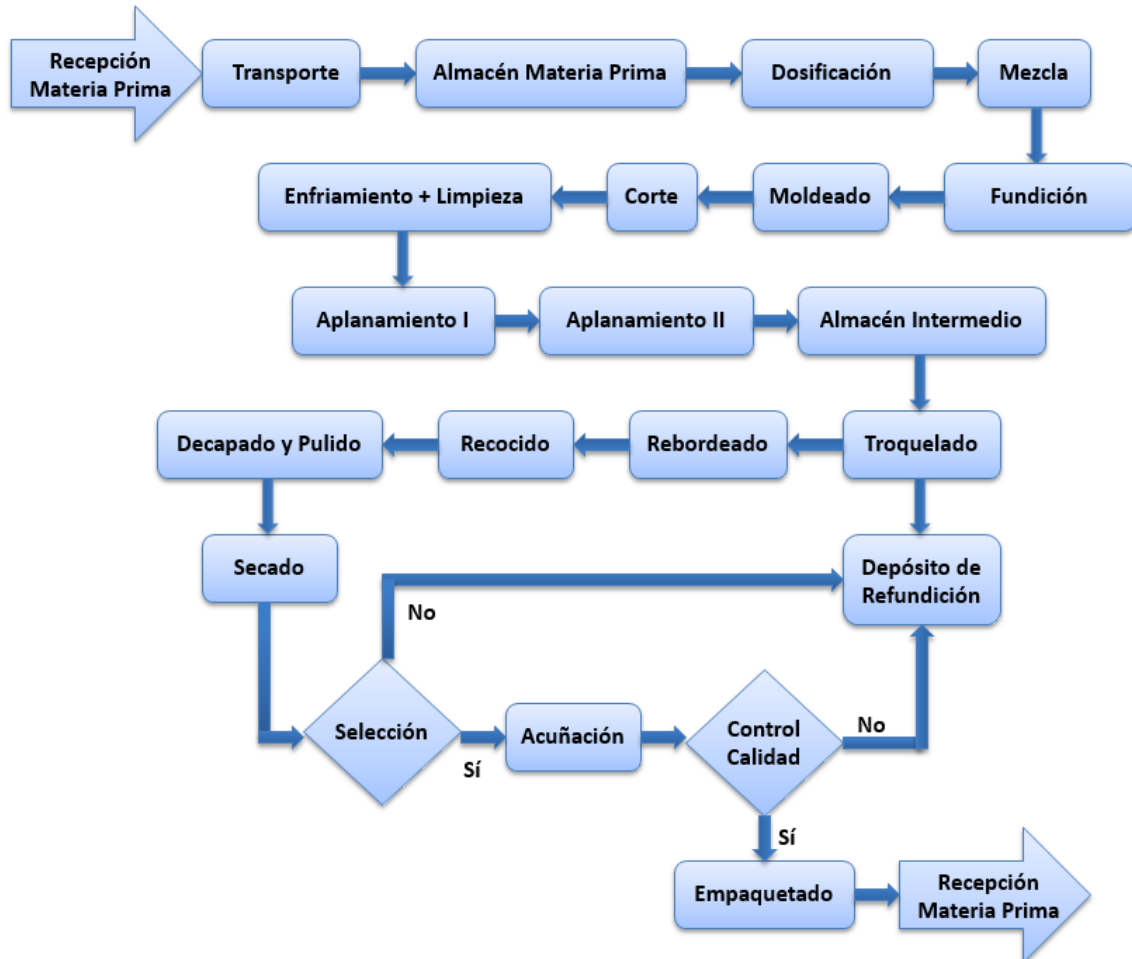 Recepción
Materia Prima
Transporte
Almacén Materia Prima
Dosificación
Mezcla
Fundición
Moldeado
Corte
Enfriamiento + Limpieza
Aplanamiento I
Aplanamiento II
Almacén Intermedio
Troquelado
Rebordeado
Recocido
Decapado y Pulido
Secado
Depósito de
Refundición
No
Selección
Sí
Acuñación
Control
Calidad
No
Sí
Empaquetado
Recepción
Materia Prima